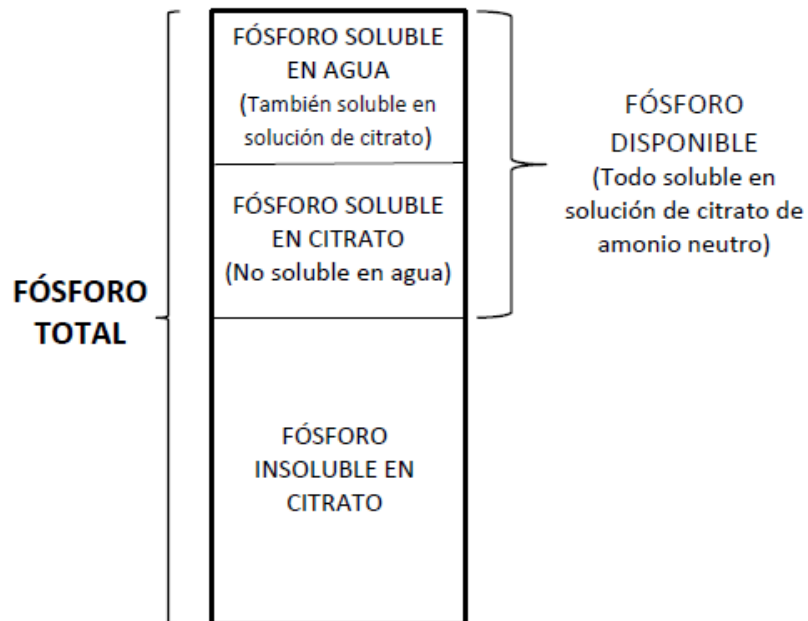 FÓSFORO SOLUBLE
EN AGUA
(También soluble en
solución de citrato)
FÓSFORO SOLUBLE
EN CITRATO
(No soluble en agua)
FÓSFORO
INSOLUBLE EN
CITRATO
FÓSFORO
TOTAL
FÓSFORO
DISPONIBLE
(Todo soluble en
solución de citrato de
amonio neutro)